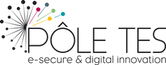 PÔLE TES
e-secure & digital innovation